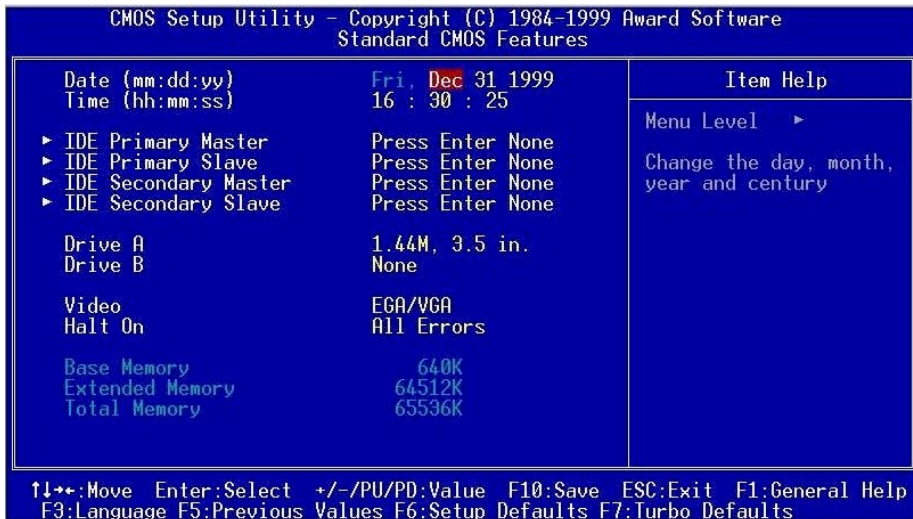 CMOS Setup Utility – Copyright (C) 1984-1999 Award Software
Standard CMOS Features
Date (mm:dd:yy) Fri, Dec 31 1999
Time (hh:mm:ss) 16 : 30 : 25
► IDE Primary Master Press Enter None
► IDE Primary Slave Press Enter None
► IDE Secondary Master Press Enter None
► IDE Secondary Slave Press Enter None
Drive A 1.44M, 3.5 in.
Drive B None
Video EGA/VGA
Halt On All Errors
Base Memory 640K
Extended Memory 64512K
Total Memory 65536K
Item Help
Menu Level ►
Change the day, month,
year and century
↑↓→←:Move Enter:Select +/-/PU/PD:Value F10:Save ESC:Exit F1:General Help
F3:Language F5:Previous Values F6:Setup Defaults F7:Turbo Defaults